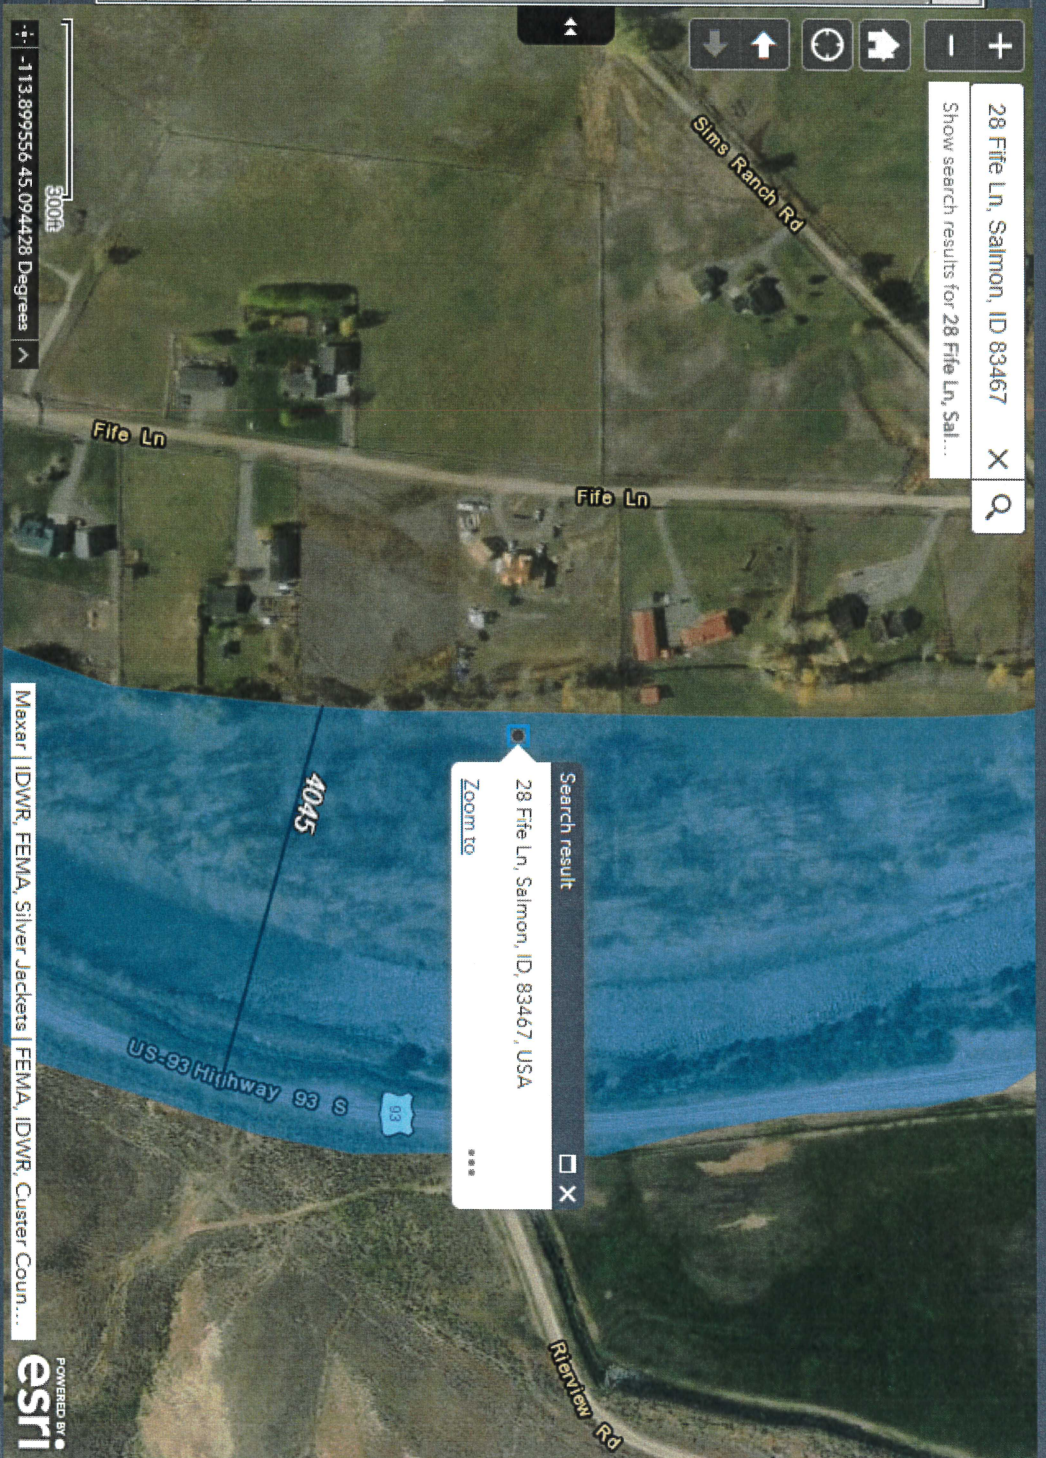 28 Fife Ln, Salmon, ID 83467
Show search results for 28 Fife Ln, Sal...
Sims Ranch Rd
Fife Ln
Fife Ln
Search result
28 Fife Ln, Salmon, ID, 83467, USA
Zoom to
4045
US-93 Highway 93 S
93
Rierview Rd
300ft
-113.899556 45.094428 Degrees
Maxar | IDWR, FEMA, Silver Jackets | FEMA, IDWR, Custer Coun...
POWERED BY
esri